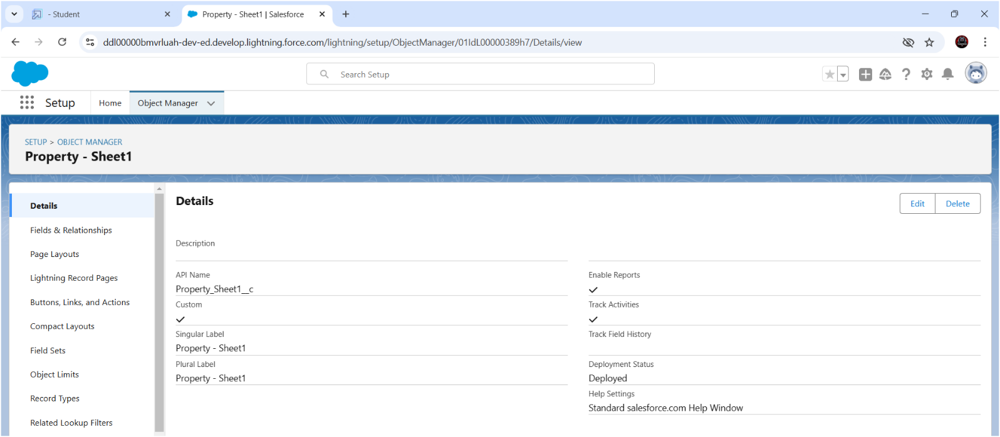 - Student
Property - Sheet1 | Salesforce
ddl00000bmvrluah-dev-ed.develop.lightning.force.com/lightning/setup/ObjectManager/01IdL00000389h7/Details/view
Search Setup
Setup
Home
Object Manager
SETUP > OBJECT MANAGER
Property - Sheet1
Details
Fields & Relationships
Page Layouts
Lightning Record Pages
Buttons, Links, and Actions
Compact Layouts
Field Sets
Object Limits
Record Types
Related Lookup Filters
Details
Edit
Delete
Description
API Name
Property_Sheet1__c
Custom
Singular Label
Property - Sheet1
Plural Label
Property - Sheet1
Enable Reports
Track Activities
Track Field History
Deployment Status
Deployed
Help Settings
Standard salesforce.com Help Window